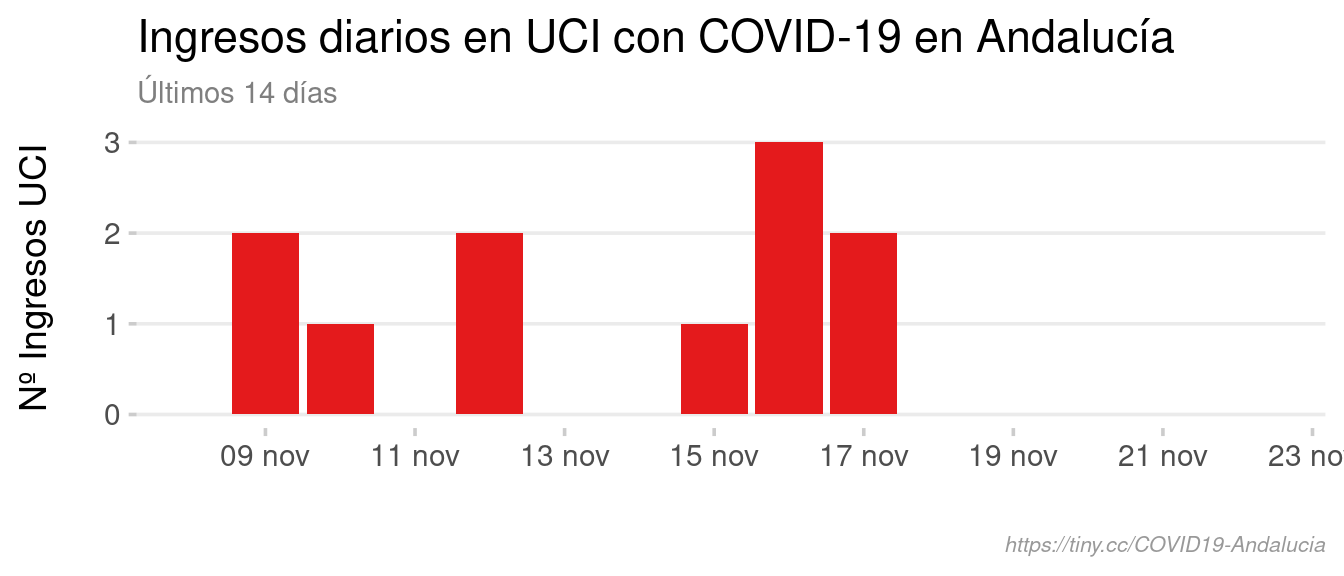 Ingresos diarios en UCI con COVID-19 en Andalucía
Últimos 14 días
Nº Ingresos UCI
3
2
1
0
09 nov
11 nov
13 nov
15 nov
17 nov
19 nov
21 nov
23 no
https://tiny.cc/COVID19-Andalucia